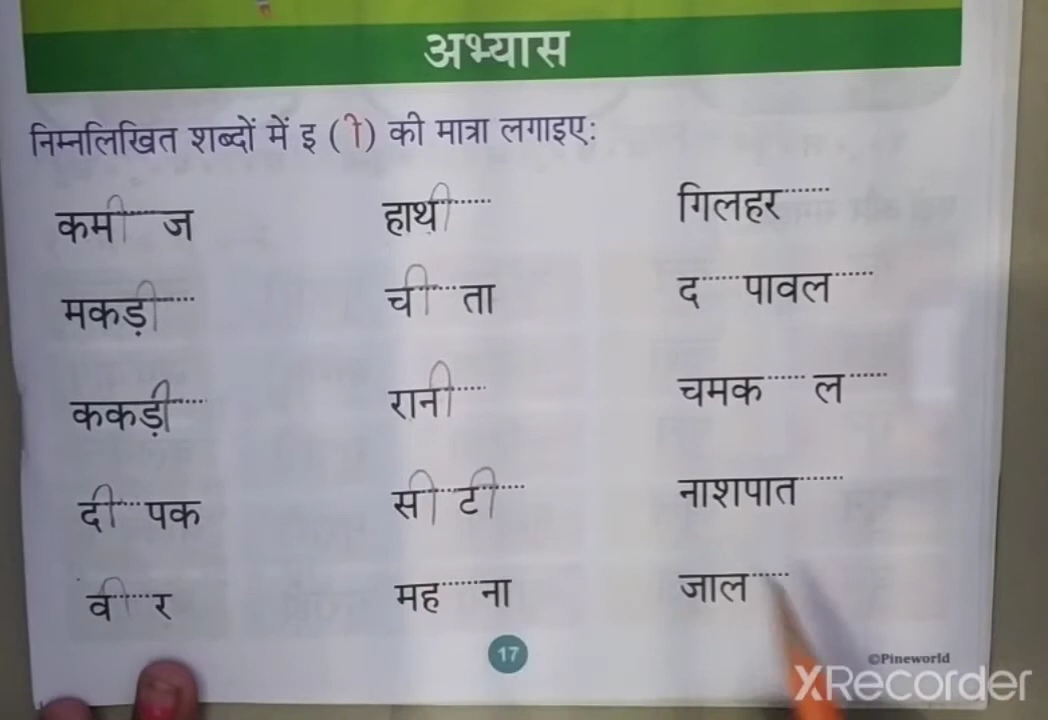 अभ्यास
निम्नलिखित शब्दों में इ ( ी) की मात्रा लगाइए:
कमी......ज हाथी...... गिलहर......
मकड़ी...... ची......ता द......पावल......
ककड़ी...... रानी...... चमक......ल......
दी......पक सी......टी...... नाशपात......
वी......र मह......ना जाल......
17
©Pineworld
XRecorder